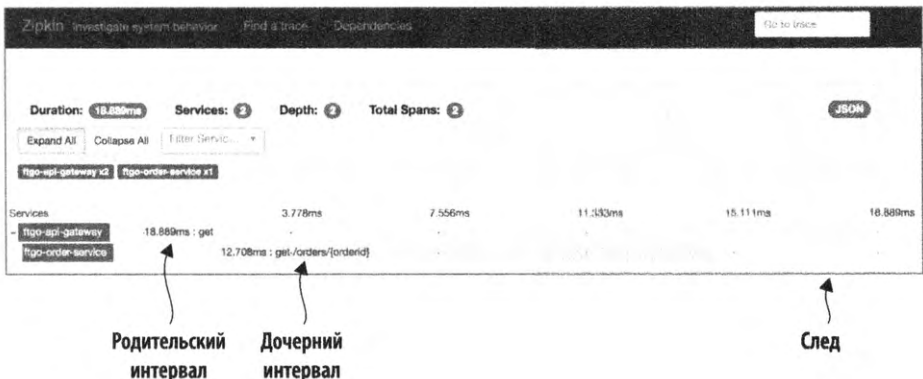 Zipkin Investigate system behavior Find a trace Dependencies Go to trace
Duration: 18.889ms Services: 2 Depth: 2 Total Spans: 2 JSON
Expand All Collapse All Filter Servic...
ftgo-api-gateway x2 ftgo-order-service x1
Services 3.778ms 7.556ms 11.333ms 15.111ms 18.889ms
- ftgo-api-gateway 18.889ms : get
ftgo-order-service 12.708ms : get-/orders/{orderid}
Родительский интервал
Дочерний интервал
След